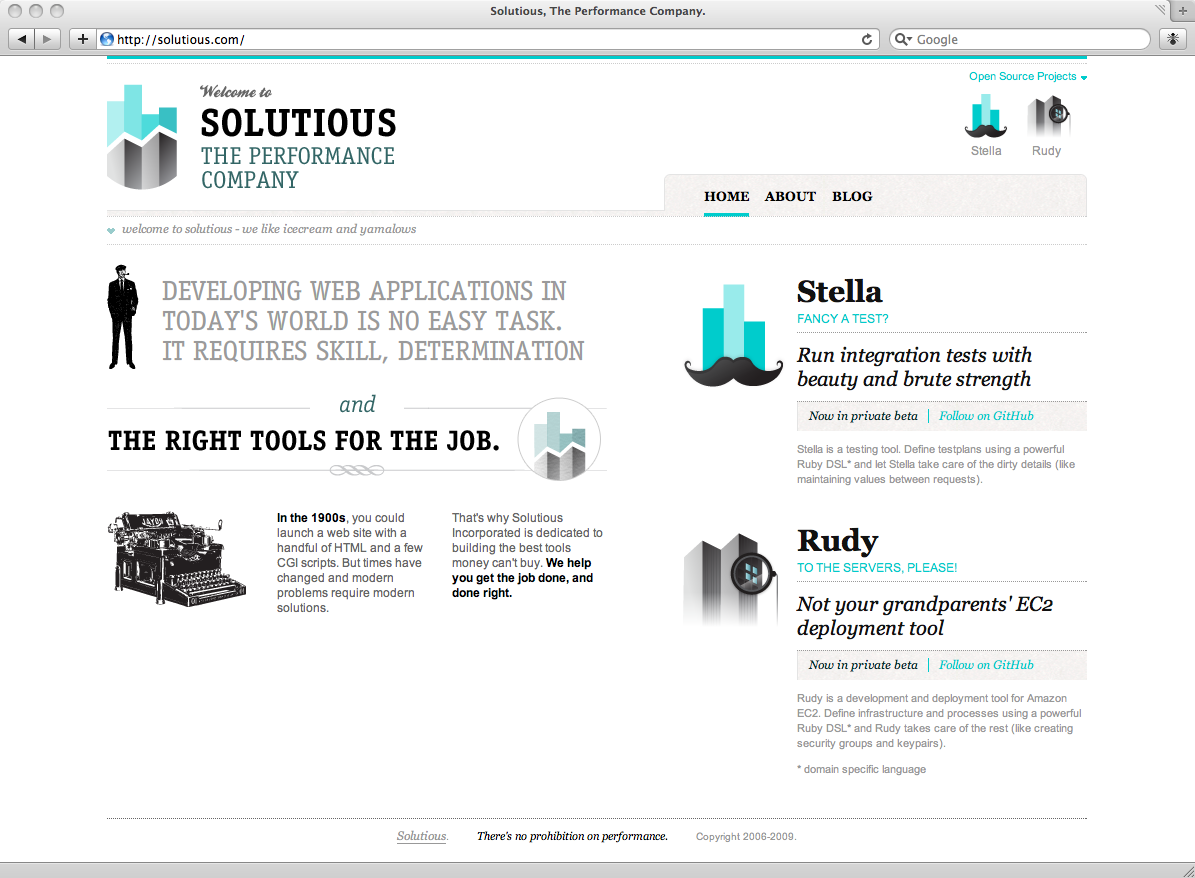 Solutious, The Performance Company.
http://solutious.com/
Google
Open Source Projects
Welcome to
SOLUTIOUS
THE PERFORMANCE
COMPANY
Stella
Rudy
HOME ABOUT BLOG
welcome to solutious - we like icecream and yamalows
DEVELOPING WEB APPLICATIONS IN
TODAY'S WORLD IS NO EASY TASK.
IT REQUIRES SKILL, DETERMINATION
and
THE RIGHT TOOLS FOR THE JOB.
In the 1900s, you could
launch a web site with a
handful of HTML and a few
CGI scripts. But times have
changed and modern
problems require modern
solutions.
That's why Solutious
Incorporated is dedicated to
building the best tools
money can't buy. We help
you get the job done, and
done right.
Stella
FANCY A TEST?
Run integration tests with
beauty and brute strength
Now in private beta | Follow on GitHub
Stella is a testing tool. Define testplans using a powerful
Ruby DSL* and let Stella take care of the dirty details (like
maintaining values between requests).
Rudy
TO THE SERVERS, PLEASE!
Not your grandparents' EC2
deployment tool
Now in private beta | Follow on GitHub
Rudy is a development and deployment tool for Amazon
EC2. Define infrastructure and processes using a powerful
Ruby DSL* and Rudy takes care of the rest (like creating
security groups and keypairs).
* domain specific language
Solutious. There's no prohibition on performance. Copyright 2006-2009.